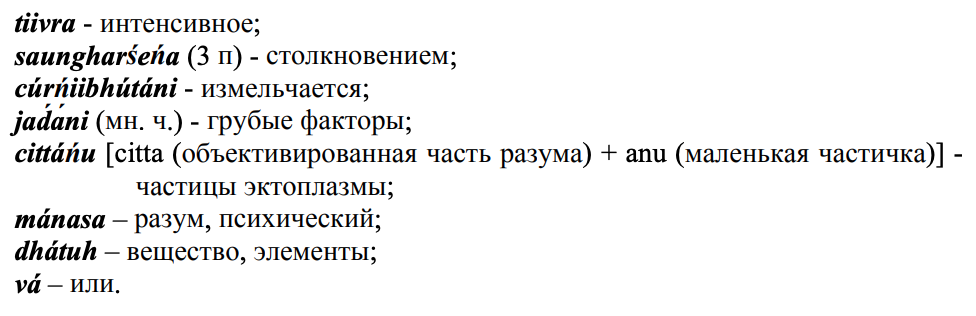 tiivra - интенсивное;
saungharśeńa (3 п) - столкновением;
cúrńiibhútáni - измельчается;
jad́áni (мн. ч.) - грубые факторы;
cittáńu [citta (объективированная часть разума) + anu (маленькая частичка)] -
частицы эктоплазмы;
mánasa – разум, психический;
dhátuh – вещество, элементы;
vá – или.